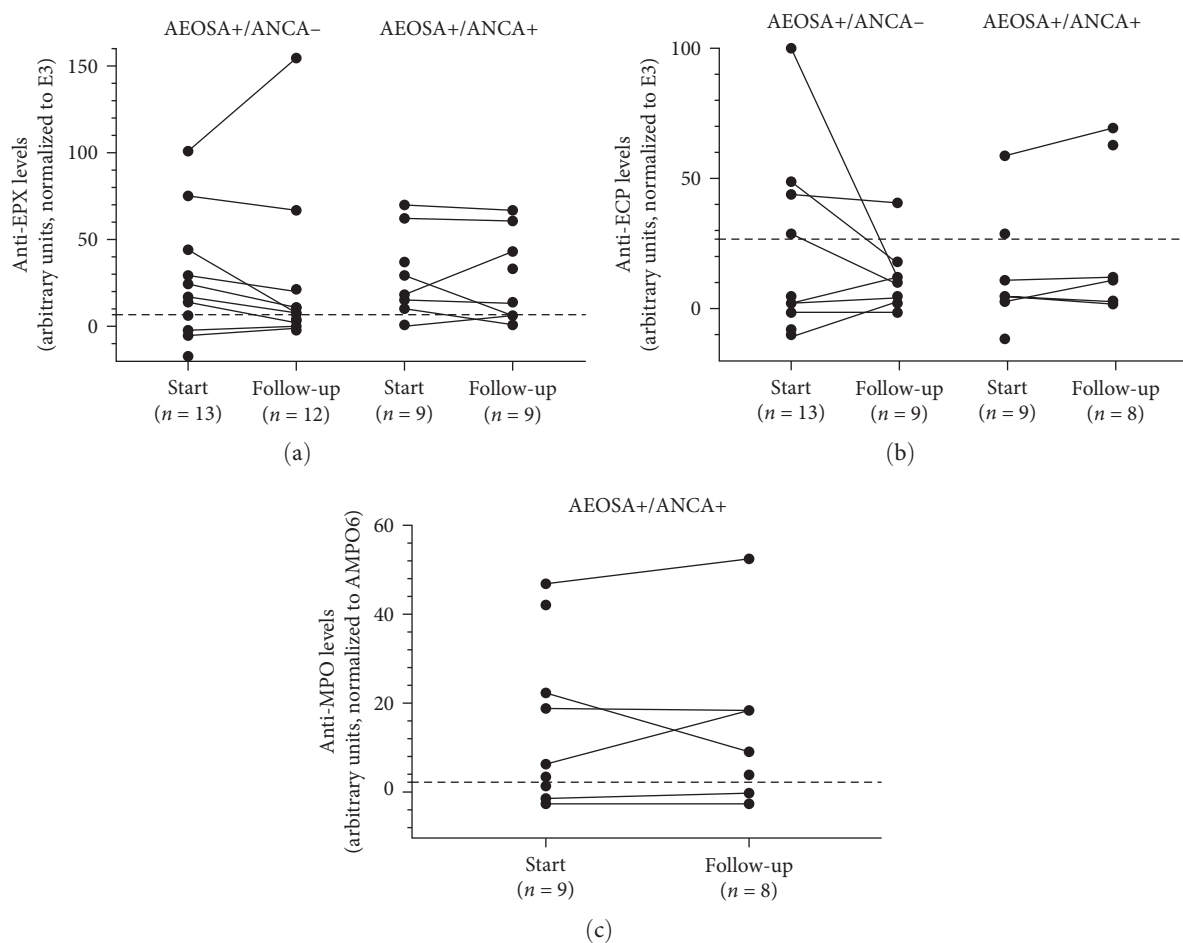 AEOSA+/ANCA− AEOSA+/ANCA+
Anti-EPX levels
(arbitrary units, normalized to E3)
150
100
50
0
Start Follow-up Start Follow-up
(n = 13) (n = 12) (n = 9) (n = 9)
(a)
AEOSA+/ANCA− AEOSA+/ANCA+
Anti-ECP levels
(arbitrary units, normalized to E3)
100
50
0
Start Follow-up Start Follow-up
(n = 13) (n = 9) (n = 9) (n = 8)
(b)
AEOSA+/ANCA+
Anti-MPO levels
(arbitrary units, normalized to AMPO6)
60
40
20
0
Start Follow-up
(n = 9) (n = 8)
(c)